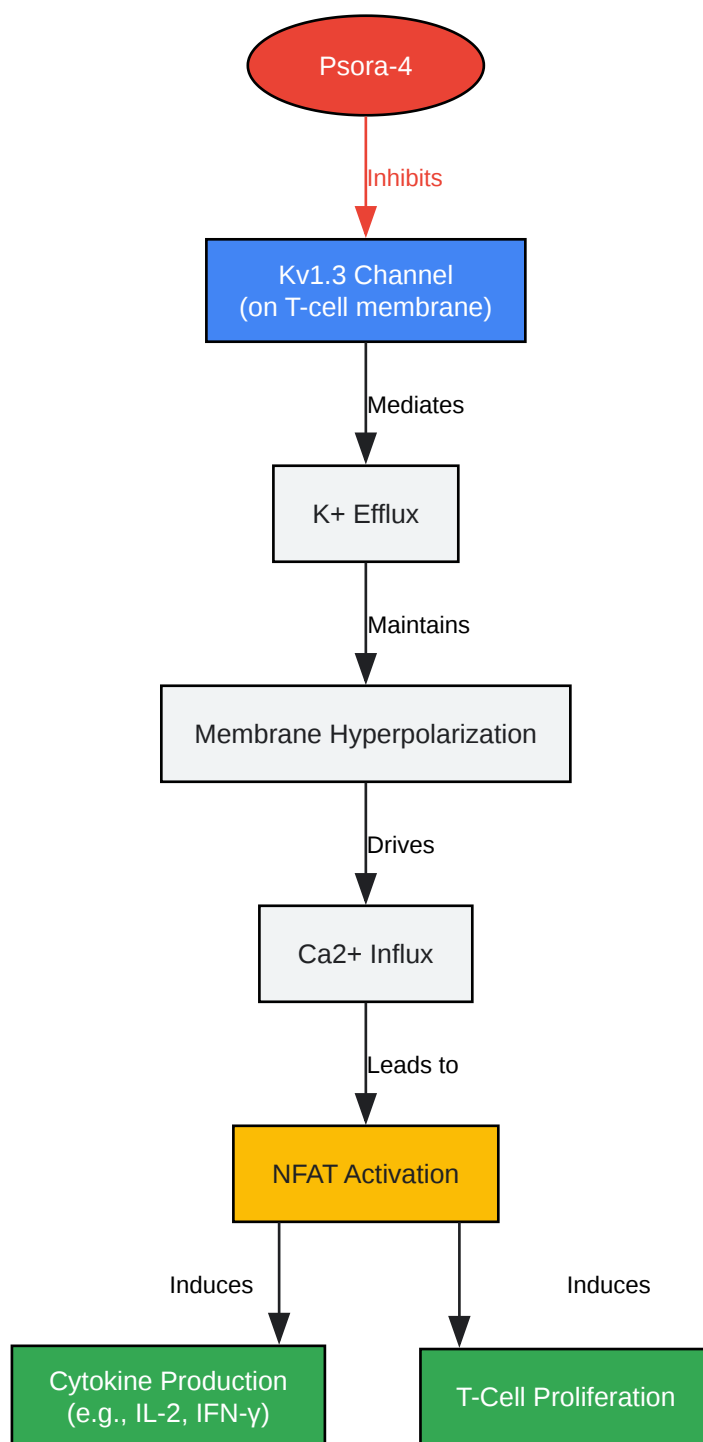 Psora-4
Inhibits
Kv1.3 Channel
(on T-cell membrane)
Mediates
K+ Efflux
Maintains
Membrane Hyperpolarization
Drives
Ca2+ Influx
Leads to
NFAT Activation
Induces
Induces
Cytokine Production
(e.g., IL-2, IFN-γ)
T-Cell Proliferation